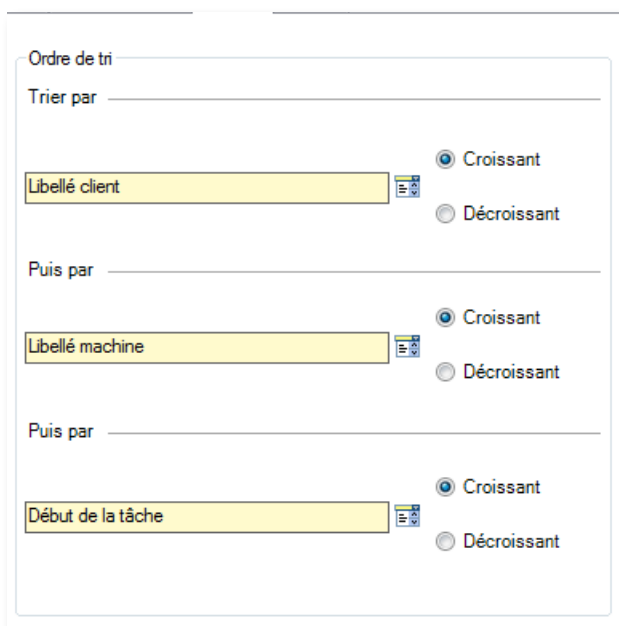 Ordre de tri
Trier par
Croissant
Libellé client
Décroissant
Puis par
Croissant
Libellé machine
Décroissant
Puis par
Croissant
Début de la tâche
Décroissant